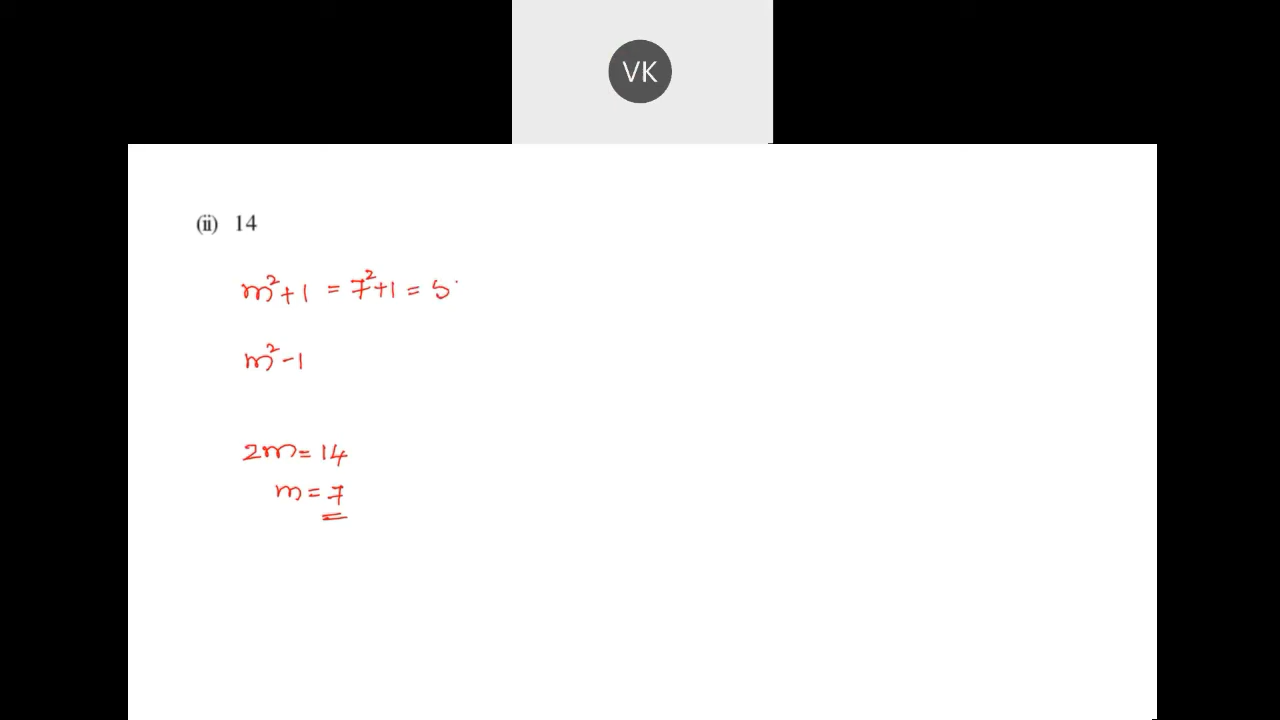 VK
(ii) 14
m²+1 = 7²+1 = 5
m²-1
2m = 14
m = 7